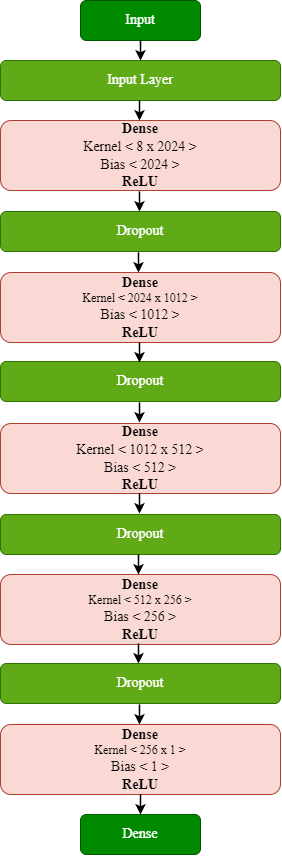 Input
Input Layer
Dense
Kernel < 8 x 2024 >
Bias < 2024 >
ReLU
Dropout
Dense
Kernel < 2024 x 1012 >
Bias < 1012 >
ReLU
Dropout
Dense
Kernel < 1012 x 512 >
Bias < 512 >
ReLU
Dropout
Dense
Kernel < 512 x 256 >
Bias < 256 >
ReLU
Dropout
Dense
Kernel < 256 x 1 >
Bias < 1 >
ReLU
Dense